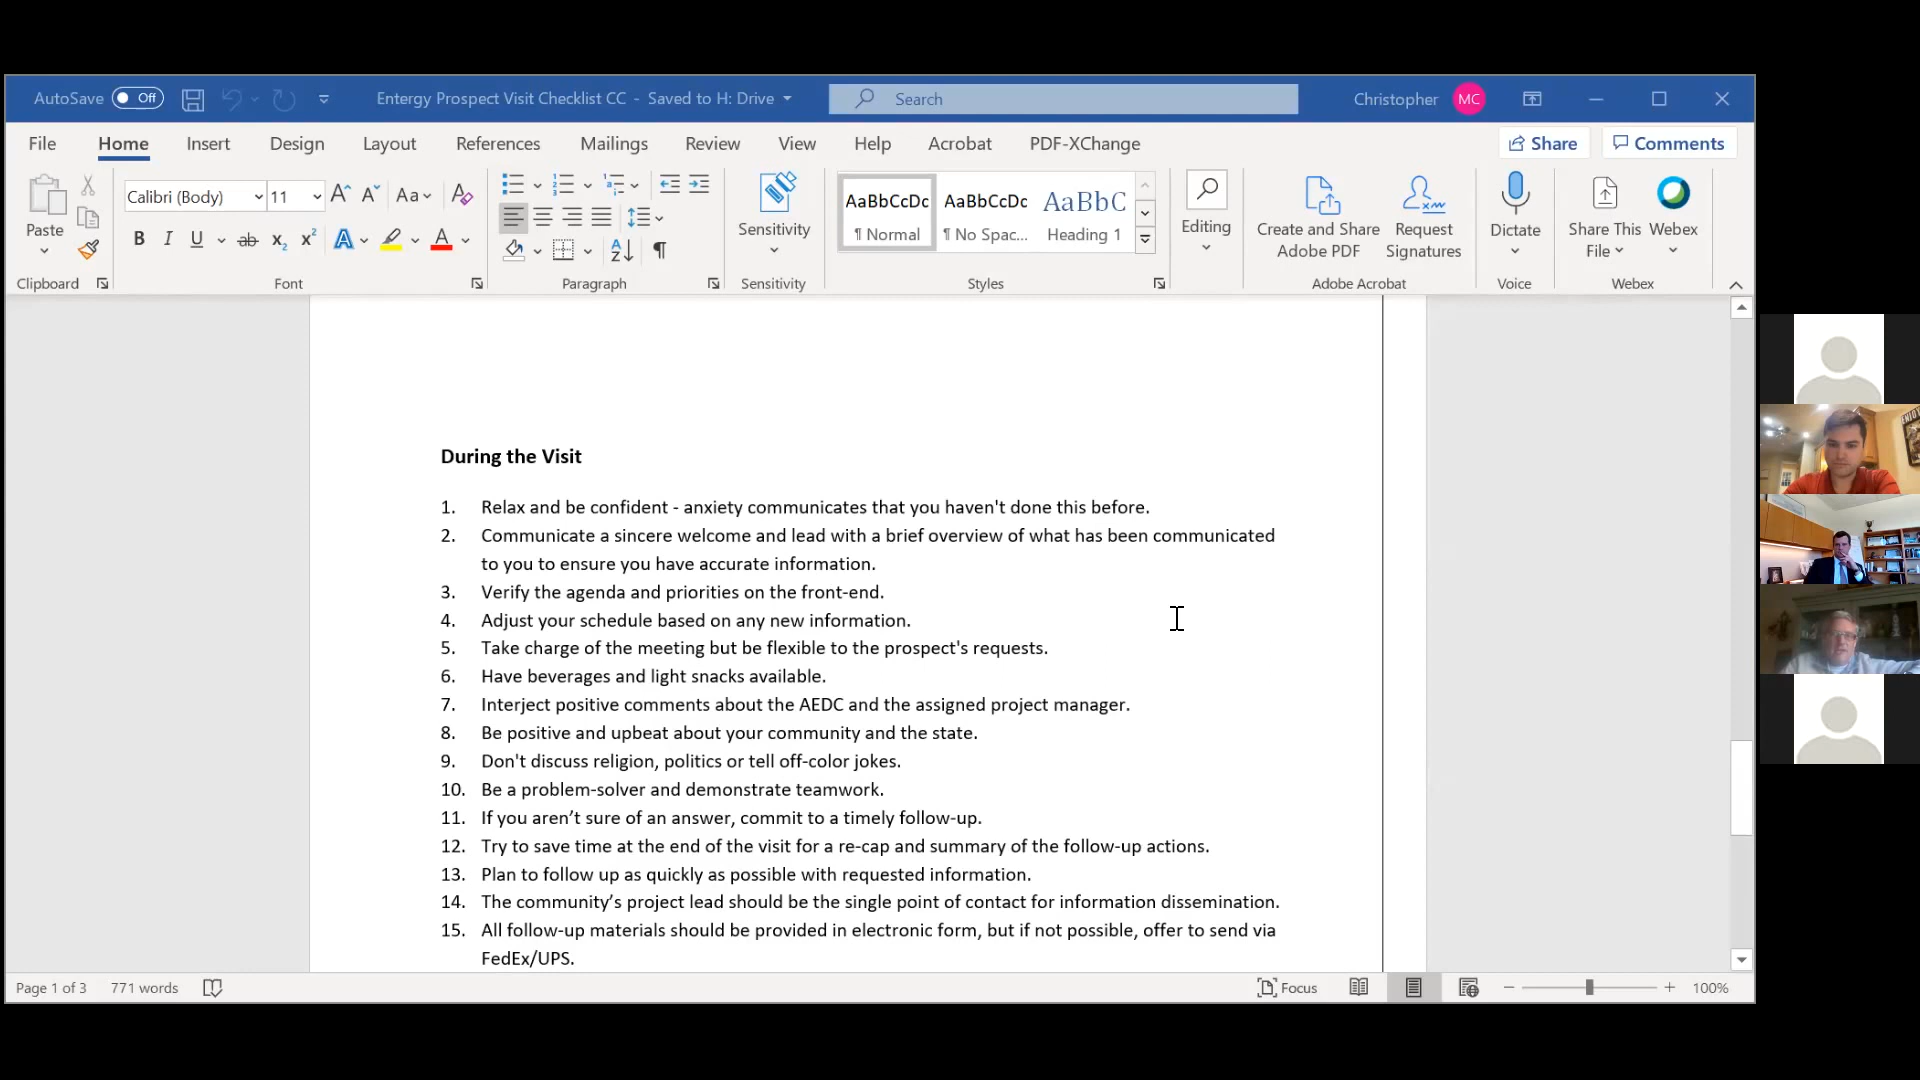 AutoSave Off Entergy Prospect Visit Checklist CC - Saved to H: Drive Search Christopher MC
File Home Insert Design Layout References Mailings Review View Help Acrobat PDF-XChange Share Comments
Calibri (Body) 11 Aa
AaBbCcDc AaBbCcDc AaBbC
Paste B I U ab x2 x2 A A Sensitivity ¶ Normal ¶ No Spac... Heading 1 Editing Create and Share Adobe PDF Request Signatures Dictate Share This File Webex
Clipboard Font Paragraph Sensitivity Styles Adobe Acrobat Voice Webex
During the Visit
1. Relax and be confident - anxiety communicates that you haven't done this before.
2. Communicate a sincere welcome and lead with a brief overview of what has been communicated
to you to ensure you have accurate information.
3. Verify the agenda and priorities on the front-end.
4. Adjust your schedule based on any new information.
5. Take charge of the meeting but be flexible to the prospect's requests.
6. Have beverages and light snacks available.
7. Interject positive comments about the AEDC and the assigned project manager.
8. Be positive and upbeat about your community and the state.
9. Don't discuss religion, politics or tell off-color jokes.
10. Be a problem-solver and demonstrate teamwork.
11. If you aren’t sure of an answer, commit to a timely follow-up.
12. Try to save time at the end of the visit for a re-cap and summary of the follow-up actions.
13. Plan to follow up as quickly as possible with requested information.
14. The community’s project lead should be the single point of contact for information dissemination.
15. All follow-up materials should be provided in electronic form, but if not possible, offer to send via
FedEx/UPS.
Page 1 of 3 771 words Focus 100%